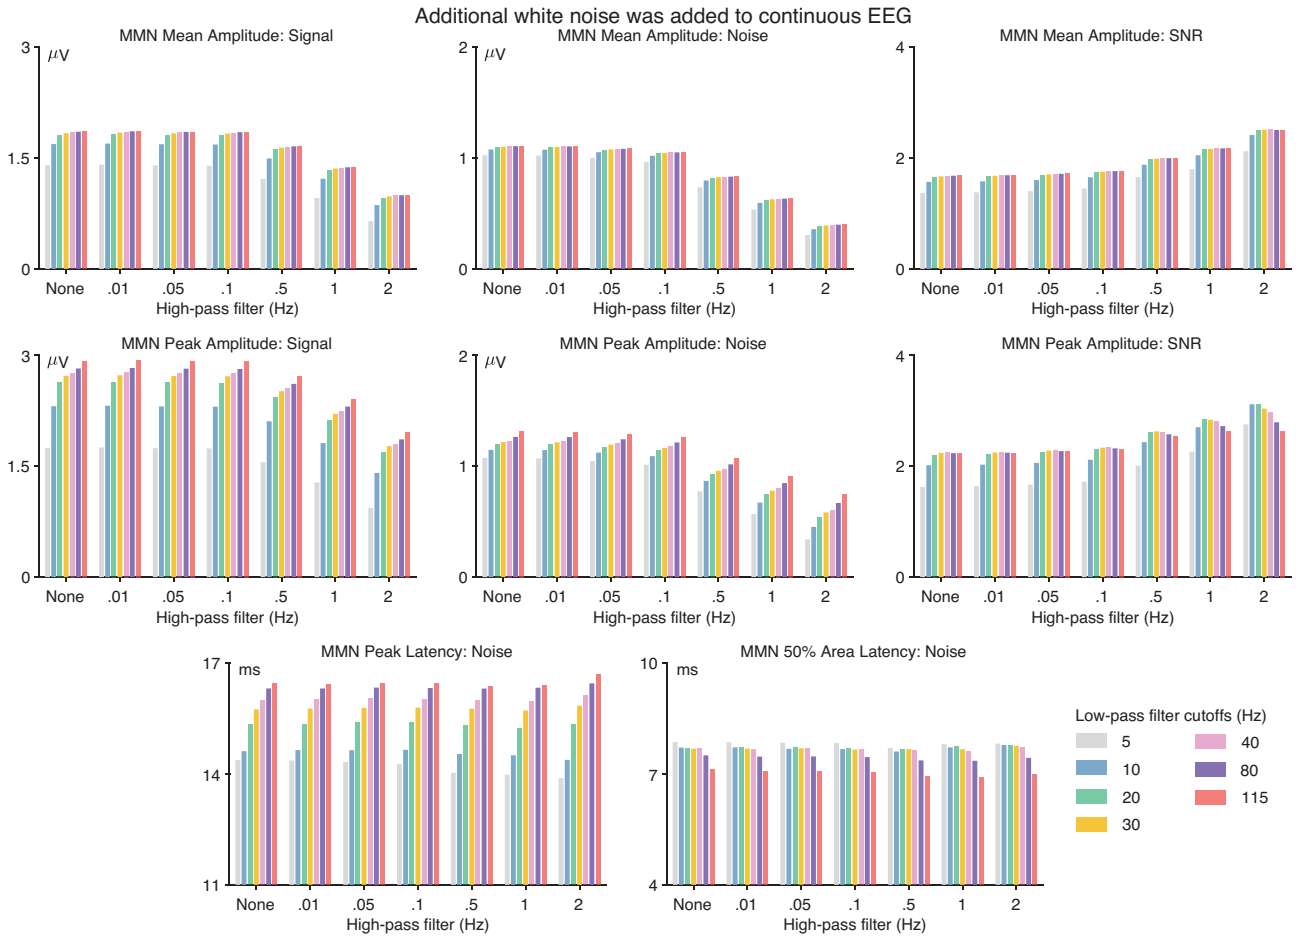 Additional white noise was added to continuous EEG
MMN Mean Amplitude: Signal
3
μV
1.5
0
None .01 .05 .1 .5 1 2
High-pass filter (Hz)
MMN Mean Amplitude: Noise
2
μV
1
0
None .01 .05 .1 .5 1 2
High-pass filter (Hz)
MMN Mean Amplitude: SNR
4
2
0
None .01 .05 .1 .5 1 2
High-pass filter (Hz)
MMN Peak Amplitude: Signal
3
μV
1.5
0
None .01 .05 .1 .5 1 2
High-pass filter (Hz)
MMN Peak Amplitude: Noise
2
μV
1
0
None .01 .05 .1 .5 1 2
High-pass filter (Hz)
MMN Peak Amplitude: SNR
4
2
0
None .01 .05 .1 .5 1 2
High-pass filter (Hz)
MMN Peak Latency: Noise
17
ms
14
11
None .01 .05 .1 .5 1 2
High-pass filter (Hz)
MMN 50% Area Latency: Noise
10
ms
7
4
None .01 .05 .1 .5 1 2
High-pass filter (Hz)
Low-pass filter cutoffs (Hz)
5 40
10 80
20 115
30